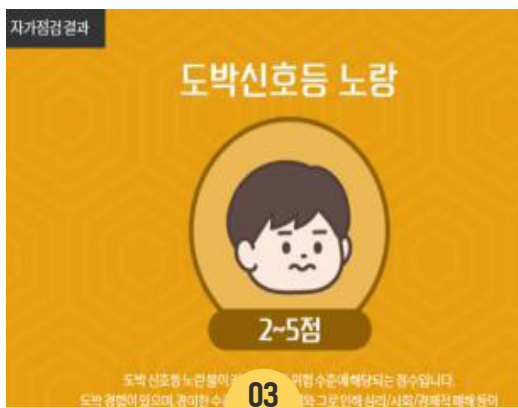 자가점검 결과
도박신호등 노랑
2~5점
도박 신호등 노란불이 위험 수준에 해당되는 점수입니다.
도박 경험이 있으며, 경미한 그로 인해 심리/사회/경제적 폐해 등이
03